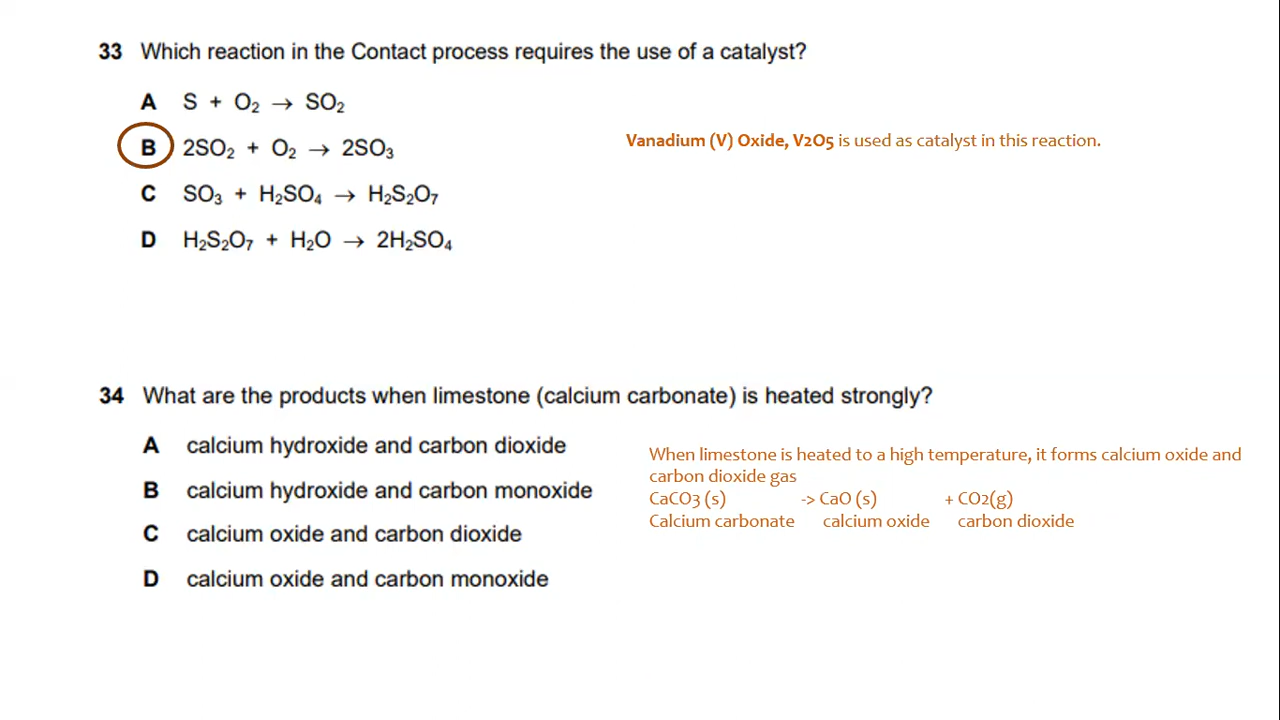 33 Which reaction in the Contact process requires the use of a catalyst?
A S + O₂ → SO₂
B 2SO₂ + O₂ → 2SO₃
Vanadium (V) Oxide, V2O5 is used as catalyst in this reaction.
C SO₃ + H₂SO₄ → H₂S₂O₇
D H₂S₂O₇ + H₂O → 2H₂SO₄
34 What are the products when limestone (calcium carbonate) is heated strongly?
A calcium hydroxide and carbon dioxide
B calcium hydroxide and carbon monoxide
C calcium oxide and carbon dioxide
D calcium oxide and carbon monoxide
When limestone is heated to a high temperature, it forms calcium oxide and
carbon dioxide gas
CaCO3 (s) -> CaO (s) + CO2(g)
Calcium carbonate calcium oxide carbon dioxide